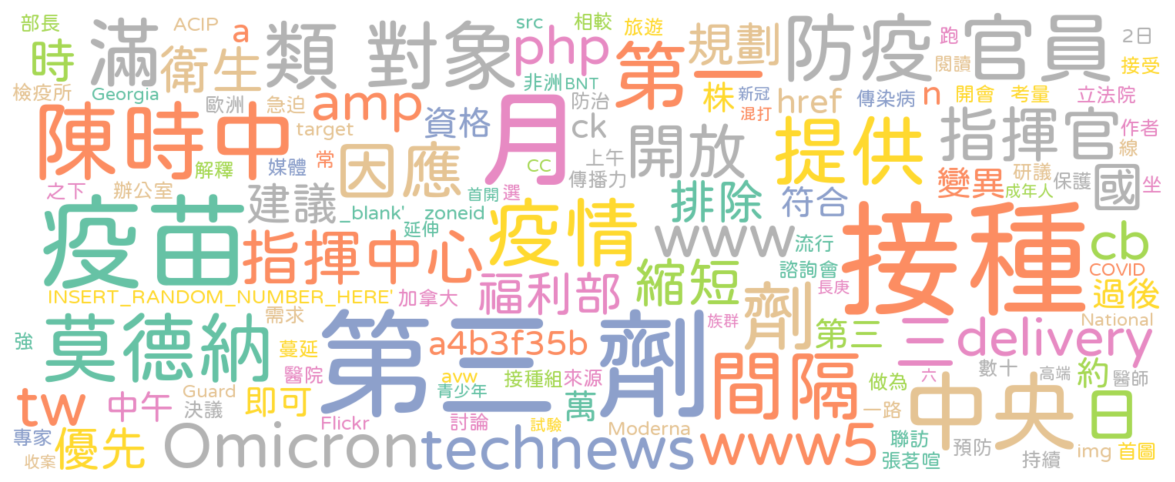 部長 ACIP a src 相較 旅遊 跑 2日
時 滿 衛生 類 對象 php 第一 規劃 防疫 官員 閱讀 接受
檢疫所 Georgia 歐洲 急迫 非洲 BNT 株 新冠 傳染病 n 開會 考量 立法院
陳時中 target amp 資格 防治 ck href 混打 指揮官 作者
解釋 媒體 常 因應 月 CC 上午 開放 提供 線
之下 辦公室 建議 首開 選 傳播力 排除 符合 變異 研議 成年人 保護 國 坐
疫苗 _blank' zoneid 延伸 疫情 www 流行 接種 cb
指揮中心 諮詢會 COVID
INSERT_RANDOM_NUMBER_HERE' 加拿大 福利部 縮短 長庚 過後
需求 族群 劑 第三 National
強 莫德納 蔓延 第三劑 a4b3f35b 三 delivery
醫院 avw 接種組 來源 間隔 做為 六 數十 高端 約 醫師
tw 中午 Guard 決議 即可 青少年 萬 一路 中央 日
專家 優先 Flickr 討論 試驗 Moderna 聯訪 預防 img 首圖
收案 Omicron technews www5 張茗喧 持續